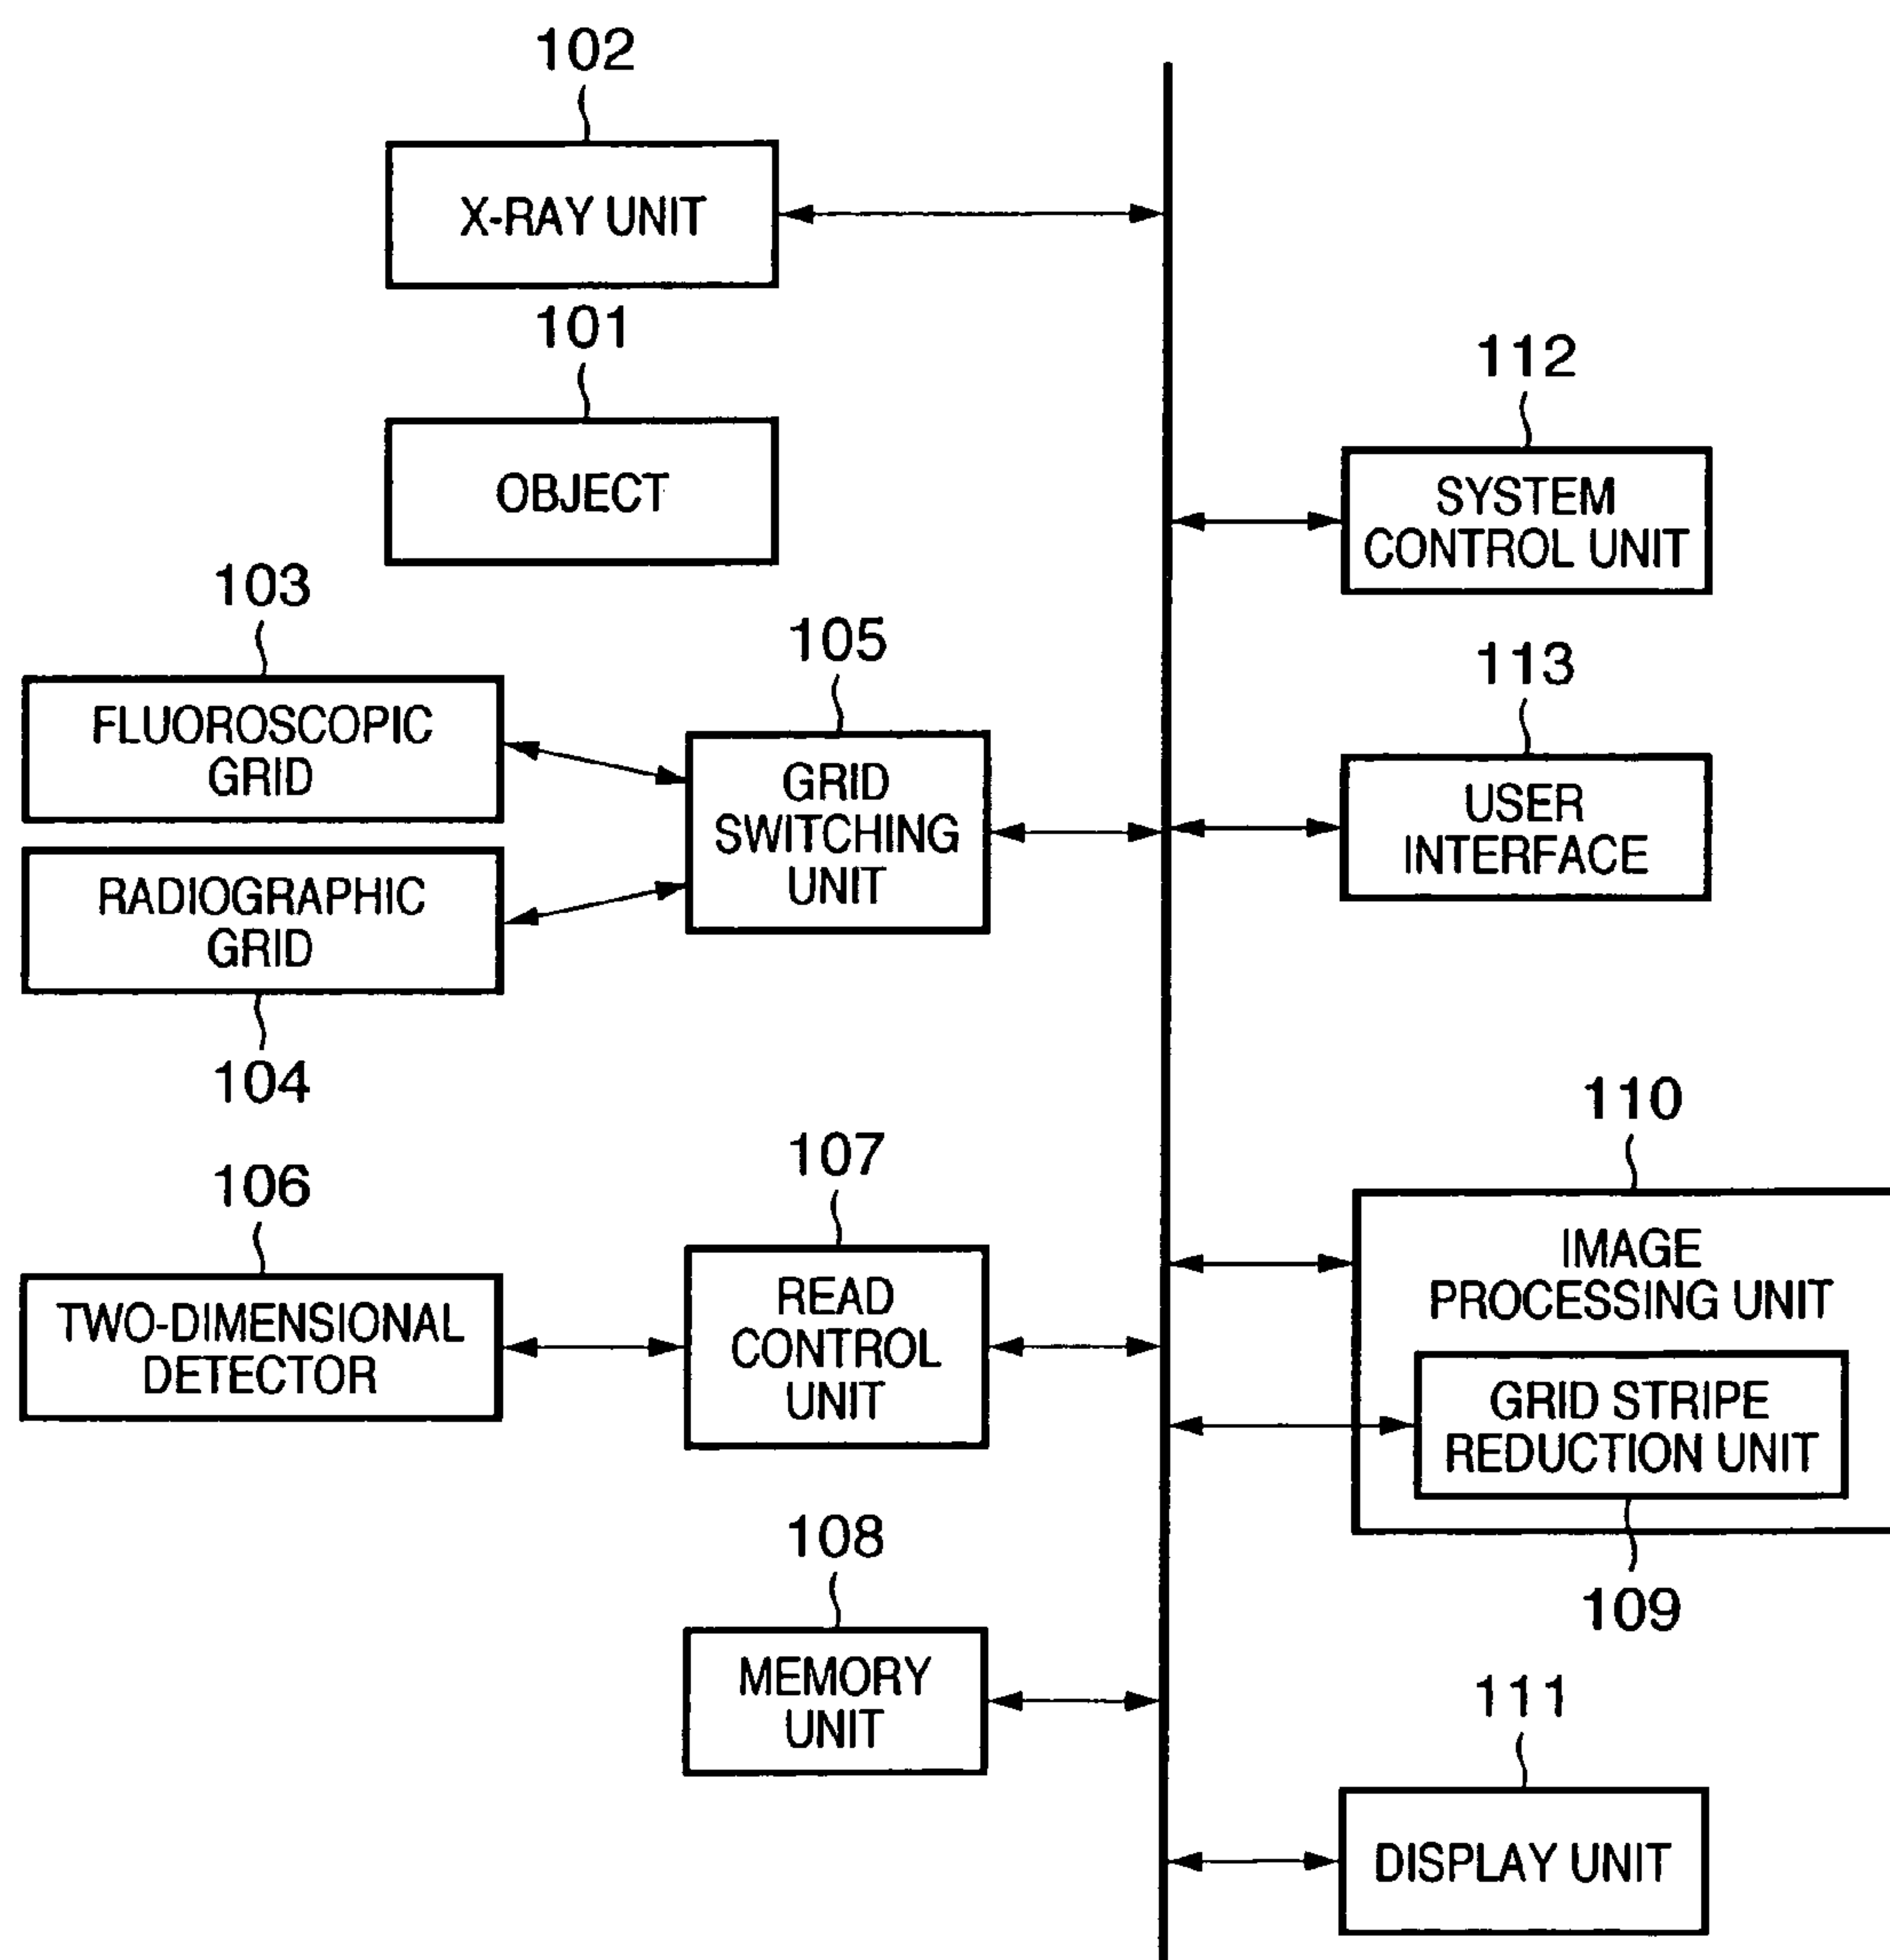 102
X-RAY UNIT
101
OBJECT
103
FLUOROSCOPIC
GRID
RADIOGRAPHIC
GRID
104
105
GRID
SWITCHING
UNIT
106
TWO-DIMENSIONAL
DETECTOR
107
READ
CONTROL
UNIT
108
MEMORY
UNIT
112
SYSTEM
CONTROL UNIT
113
USER
INTERFACE
110
IMAGE
PROCESSING UNIT
GRID STRIPE
REDUCTION UNIT
109
111
DISPLAY UNIT